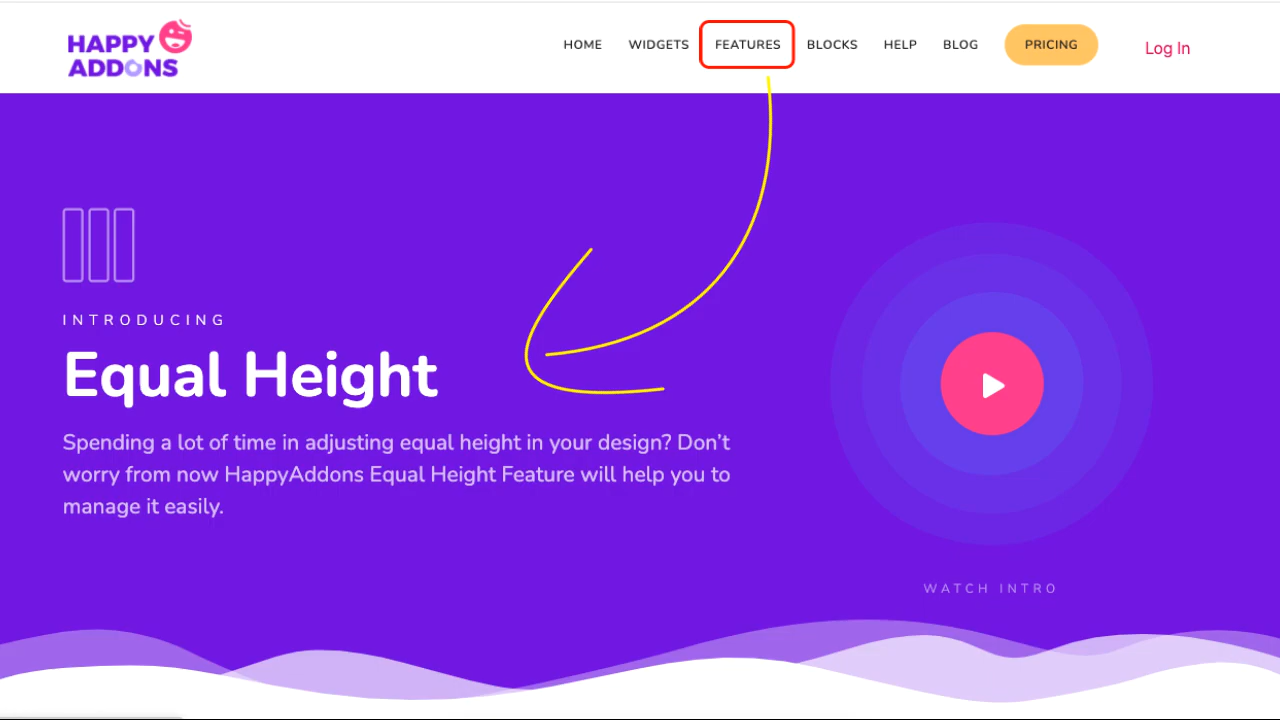 HAPPY
ADDONS
HOME WIDGETS FEATURES BLOCKS HELP BLOG PRICING Log In
INTRODUCING
Equal Height
Spending a lot of time in adjusting equal height in your design? Don’t
worry from now HappyAddons Equal Height Feature will help you to
manage it easily.
WATCH INTRO